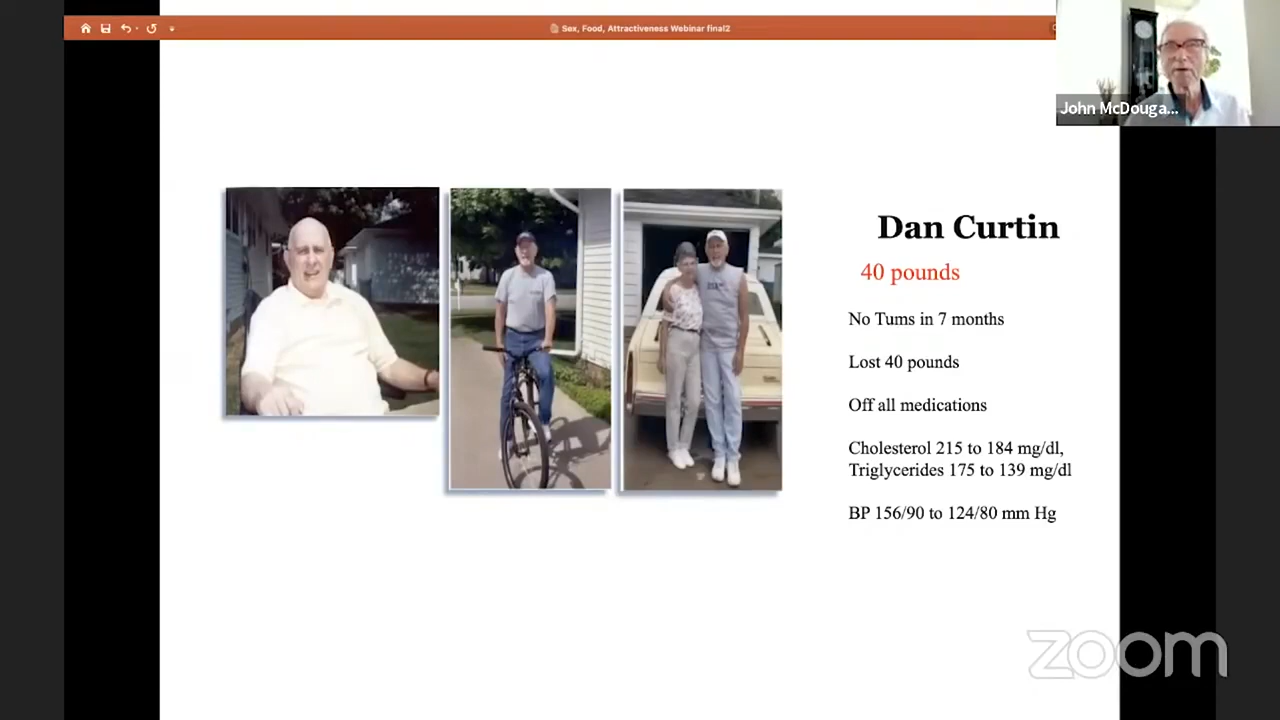 Sex, Food, Attractiveness Webinar final2
John McDouga...
Dan Curtin
40 pounds
No Tums in 7 months
Lost 40 pounds
Off all medications
Cholesterol 215 to 184 mg/dl,
Triglycerides 175 to 139 mg/dl
BP 156/90 to 124/80 mm Hg
zoom